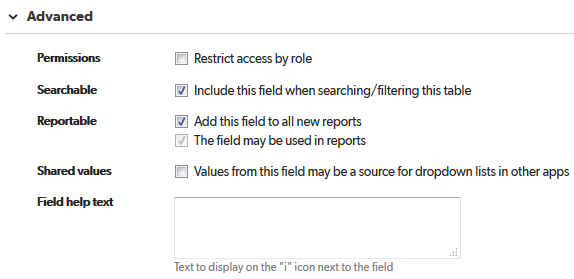 Advanced
Permissions Restrict access by role
Searchable Include this field when searching/filtering this table
Reportable Add this field to all new reports
The field may be used in reports
Shared values Values from this field may be a source for dropdown lists in other apps
Field help text
Text to display on the "i" icon next to the field